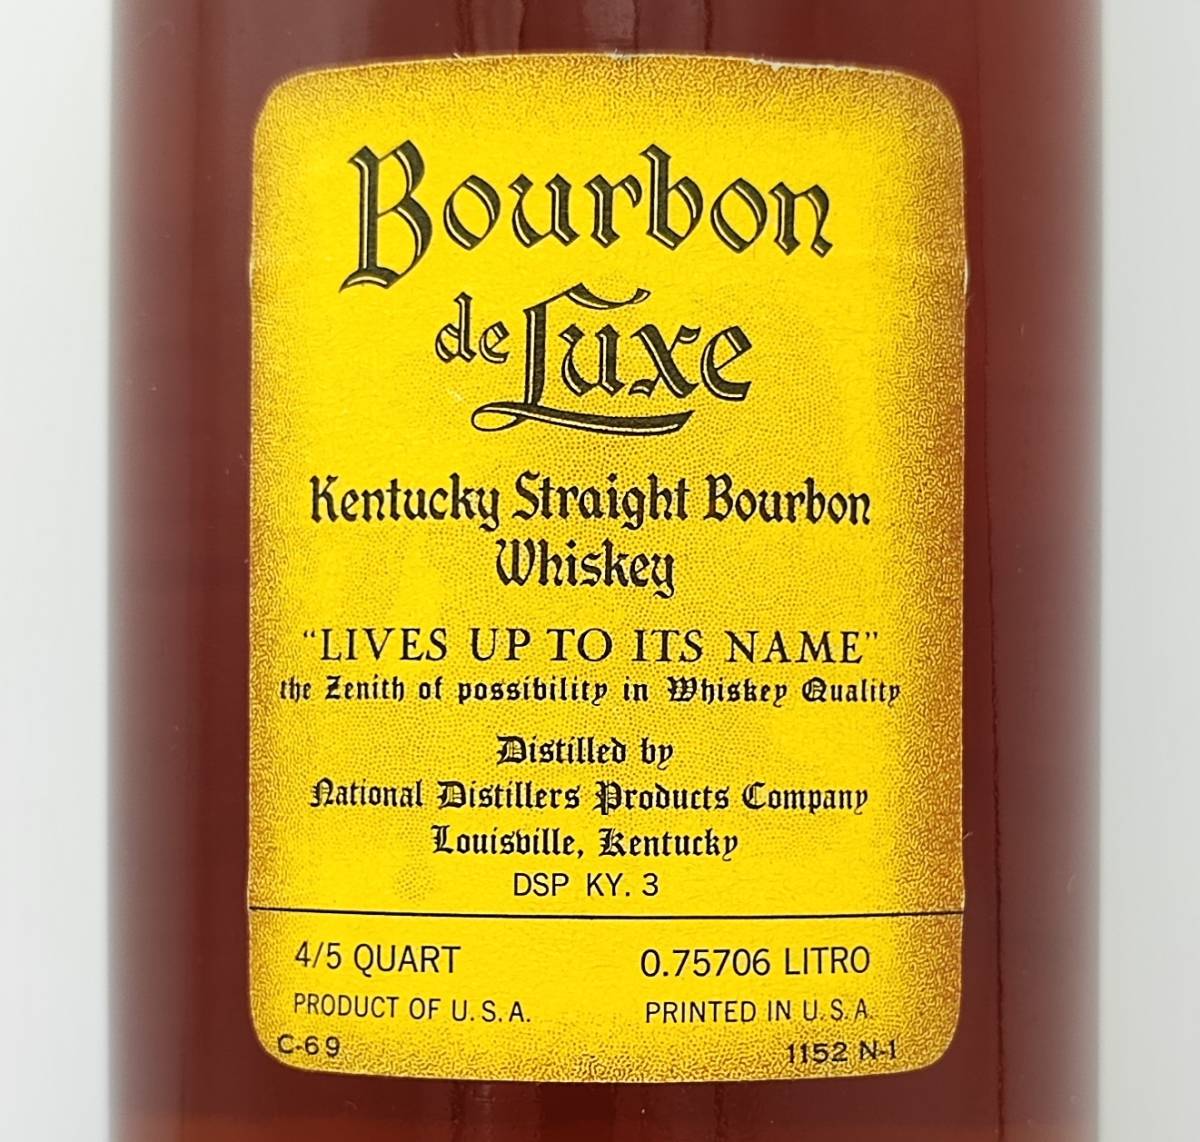 Bourbon
de Luxe
Kentucky Straight Bourbon
Whiskey
"LIVES UP TO ITS NAME"
the Zenith of possibility in Whiskey Quality
Distilled by
National Distillers Products Company
Louisville, Kentucky
DSP KY. 3
4/5 QUART 0.75706 LITRO
PRODUCT OF U.S.A. PRINTED IN U.S.A.
C-69 1152 N-1